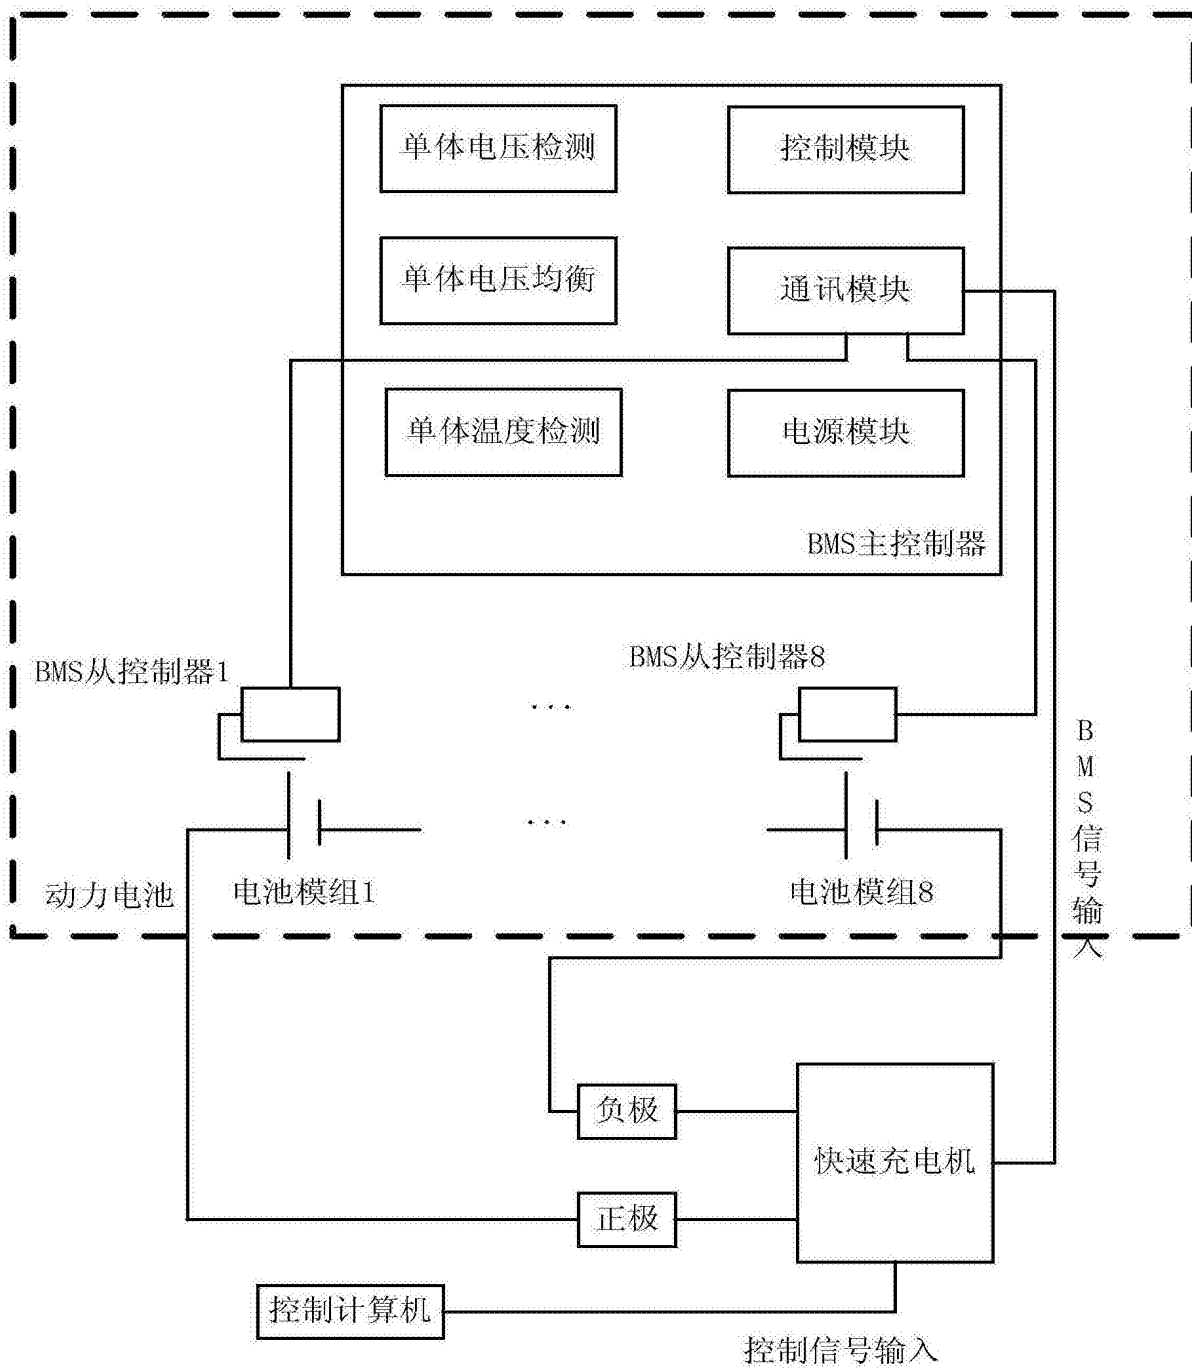 单体电压检测
控制模块
单体电压均衡
通讯模块
单体温度检测
电源模块
BMS主控制器
BMS从控制器1
BMS从控制器8
...
BMS信号输入
...
动力电池
电池模组1
电池模组8
负极
快速充电机
正极
控制计算机
控制信号输入